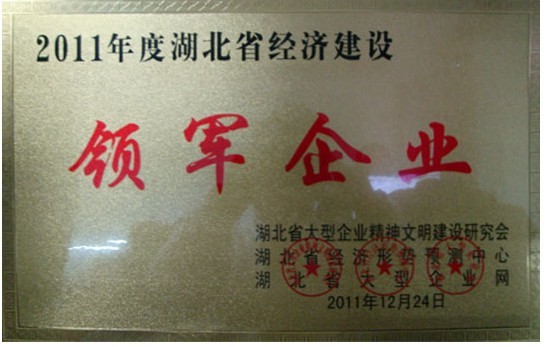 2011年度湖北省经济建设
领军企业
湖北省大型企业精神文明建设研究会
湖北省经济形势预测中心
湖北省大型企业网
2011年12月24日